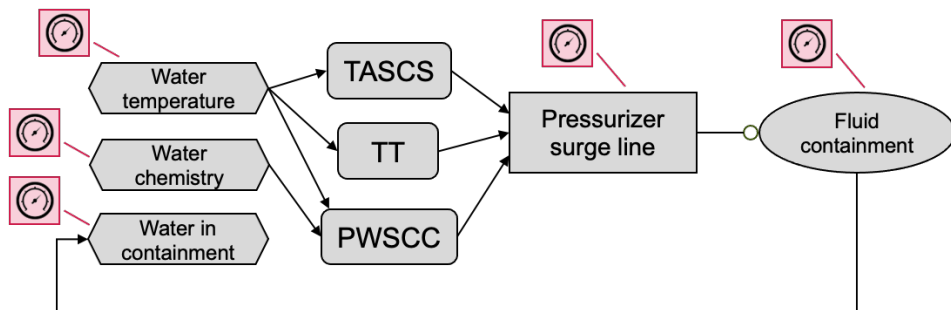 Water
temperature
TASCS
Pressurizer
surge line
Fluid
containment
TT
Water
chemistry
Water in
containment
PWSCC